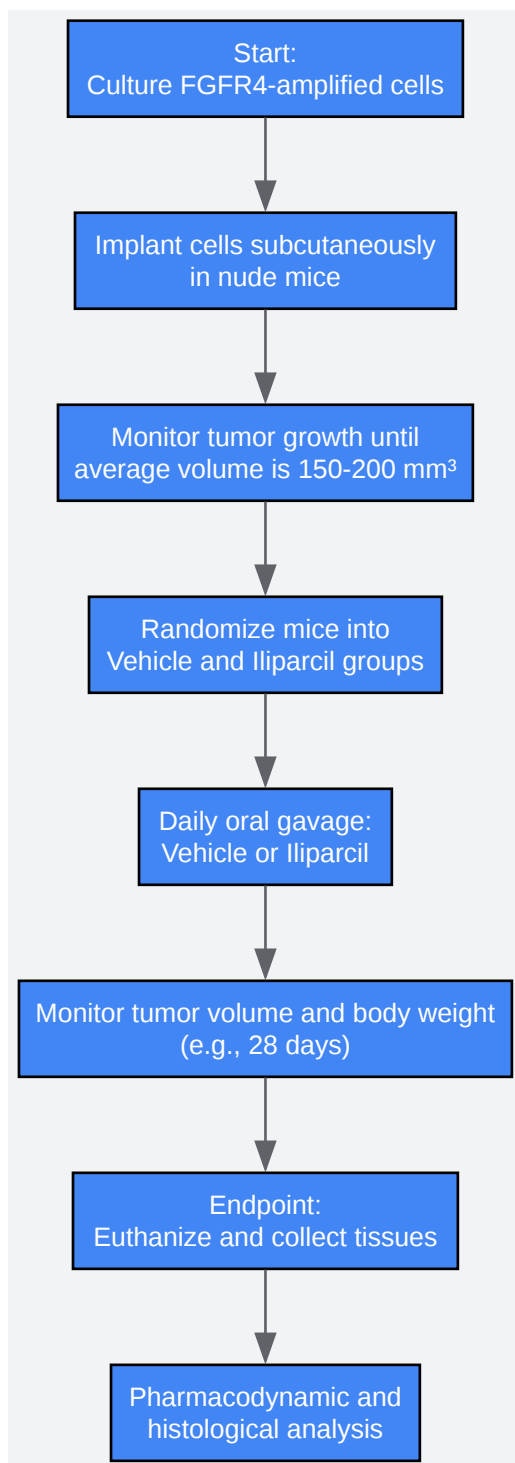 Start:
Culture FGFR4-amplified cells
Implant cells subcutaneously
in nude mice
Monitor tumor growth until
average volume is 150-200 mm³
Randomize mice into
Vehicle and Iliparcil groups
Daily oral gavage:
Vehicle or Iliparcil
Monitor tumor volume and body weight
(e.g., 28 days)
Endpoint:
Euthanize and collect tissues
Pharmacodynamic and
histological analysis